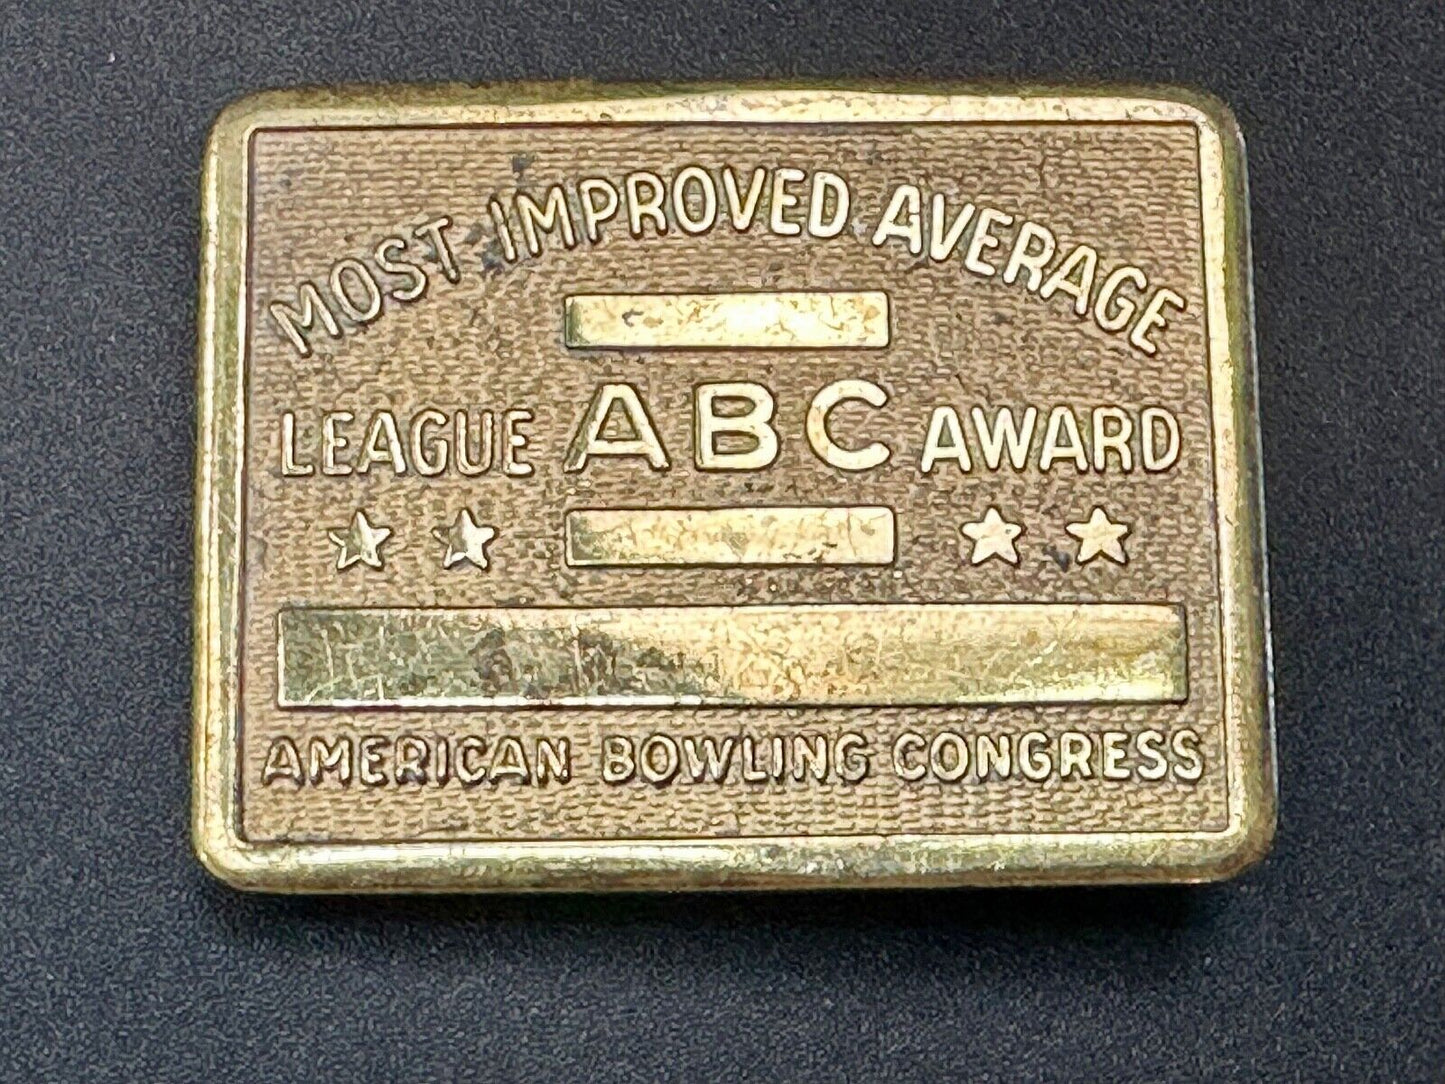 MOST IMPROVED AVERAGE
LEAGUE ABC AWARD
AMERICAN BOWLING CONGRESS